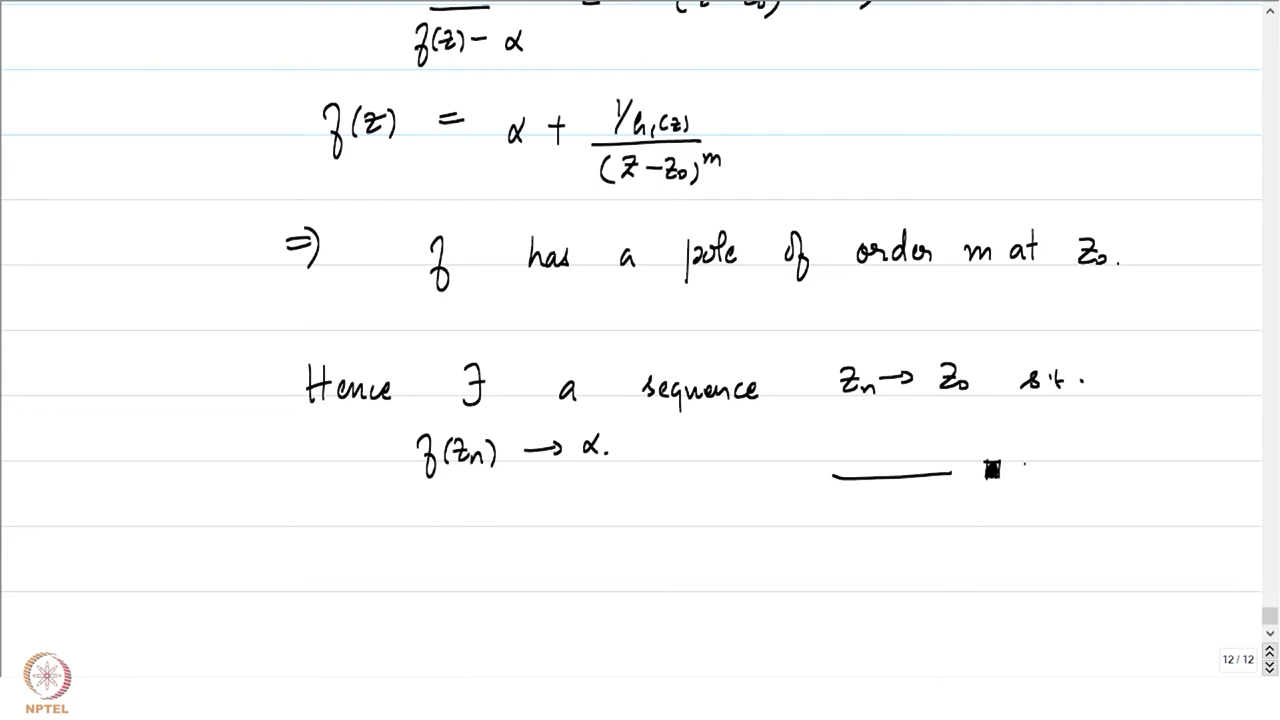 f(z) - α
f(z) = α + (1/h₁(z)) / (z - z₀)^m
⇒ f has a pole of order m at z₀.
Hence ∃ a sequence zₙ → z₀ s.t.
f(zₙ) → α.
12 / 12
NPTEL